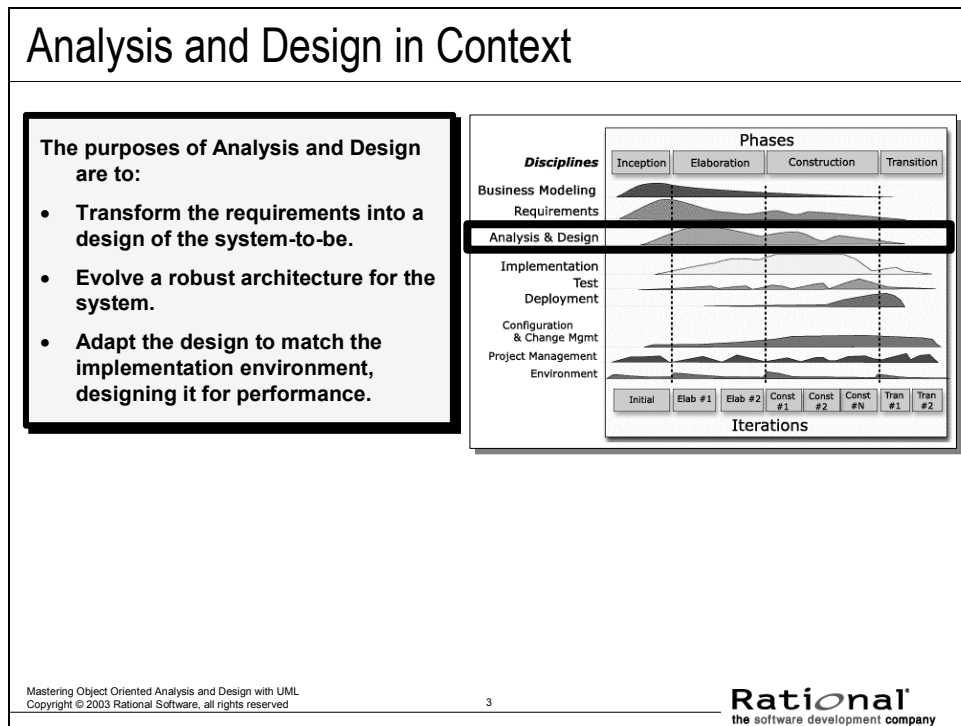 Analysis and Design in Context
The purposes of Analysis and Design
are to:
• Transform the requirements into a
design of the system-to-be.
• Evolve a robust architecture for the
system.
• Adapt the design to match the
implementation environment,
designing it for performance.
Phases
Disciplines
Inception
Elaboration
Construction
Transition
Business Modeling
Requirements
Analysis & Design
Implementation
Test
Deployment
Configuration
& Change Mgmt
Project Management
Environment
Initial
Elab #1
Elab #2
Const
#1
Const
#2
Const
#N
Tran
#1
Tran
#2
Iterations
Mastering Object Oriented Analysis and Design with UML
Copyright © 2003 Rational Software, all rights reserved
3
Rational
the software development company